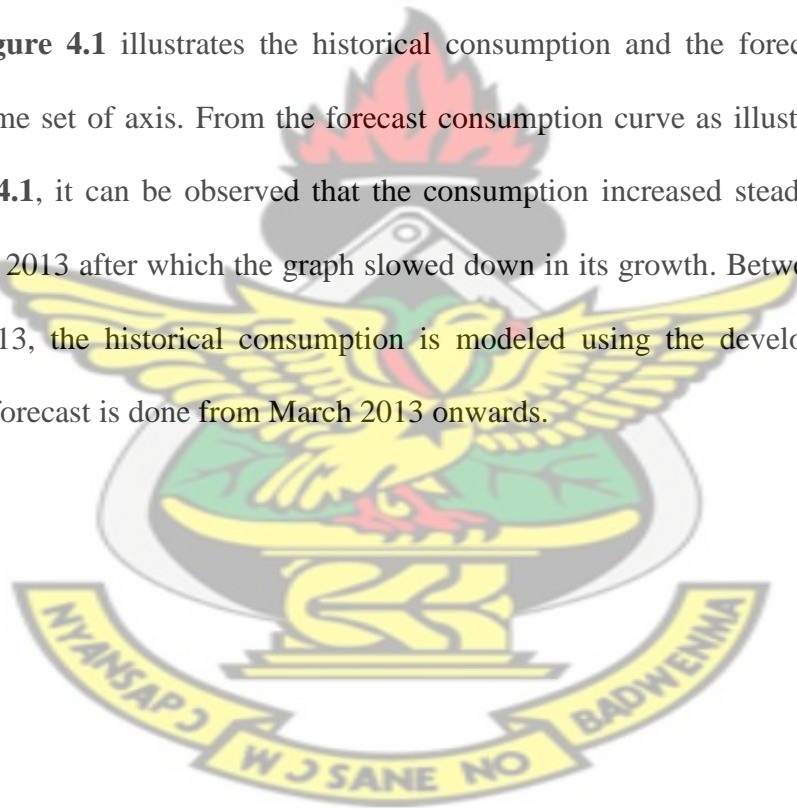 gure 4.1 illustrates the historical consumption and the forec
me set of axis. From the forecast consumption curve as illust
4.1, it can be observed that the consumption increased stead
2013 after which the graph slowed down in its growth. Betwe
13, the historical consumption is modeled using the develo
forecast is done from March 2013 onwards.
NYANSAPƆ
WƆ SANE NO
BADWENMA